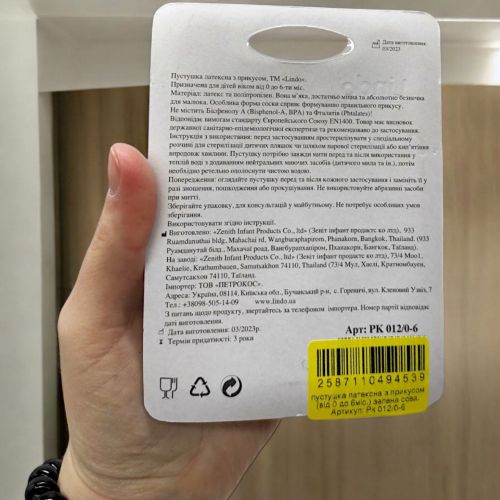 Дата виготовлення:
03/2023
Пустушка латексна з прикусом, ТМ «Lindo».
Призначена для дітей віком від 0 до 6-ти міс.
Матеріал: латекс та поліпропілен. Вона м'яка, достатньо міцна та абсолютно безпечна
для малюка. Особлива форма соски сприяє формуванню правильного прикусу.
Не містить Бісфенолу А (Bisphenol-A, BPA) та Фталатів (Phtalates)!
Відповідає вимогам стандарту Європейського Союзу EN1400. Товар має висновок
державної санітарно-епідеміологічної експертизи та рекомендовано до застосування.
Інструкція з використання: перед застосуванням простерилізувати у спеціальному
розчині для стерилізації дитячих пляшок чи шляхом парової стерилізації або кип'ятіння
впродовж хвилини. Пустушку потрібно завжди мити перед та після використання у
теплій воді з додаванням нейтральних миючих засобів (дитячого мила та ін.), потім
необхідно ретельно ополоснути чистою водою.
Попередження: оглядайте пустушку перед та після кожного застосування і замініть її у
разі зношення, пошкодження або прокушування. Не використовуйте абразивні засоби
при митті.
Зберігайте упаковку, для консультацій у майбутньому. Не потребує особливих умов
зберігання.
Використовувати згідно інструкції.
Виготовлено: «Zenith Infant Products Co., ltd» (Зеніт інфант продактс ко лтд), 933
Ruamdanuthai bldg, Mahachai rd, Wangburaphapirom, Phanakorn, Bangkok, Thailand. (933
Руамданутай блд., Махачаї роад, Вангбурапхапіром, Пханакорн, Бангкок, Таїланд).
На заводі: «Zenith Infant Products Co., ltd» (Зеніт інфант продактс ко лтд), 73/4 Moo1,
Khaelie, Krathumbaen, Samutsakhon 74110, Thailand (73/4 Мул, Хаолі, Кратномбаун,
Самутсакхон 74110, Таїланд).
Імпортер: ТОВ «ПЕТРОКОС».
Адреса: Україна, 08114, Київська обл., Бучанський р-н, с. Гореничі, вул. Кленовий 5 звіз, 7
Тел.: +38098-505-14-09 www.lindo.ua
З питань щодо продукту, звертайтесь за телефоном імпортера. Номер партії відповідає
даті виготовлення.
Дата виготовлення: 03/2023р.
Термін придатності: 3 роки
Арт: PK 012/0-6
2587110494539
пустушка латексна з прикусом
(від 0 до 6міс.) зелена сова.
Артикул: Рк 012/0-6